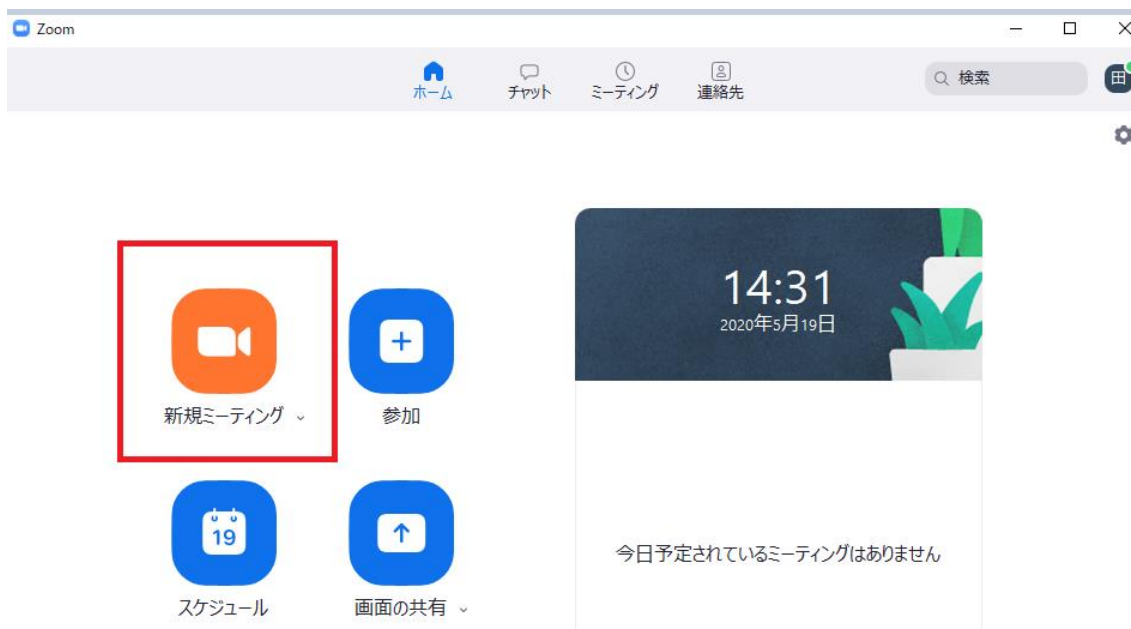 Zoom
ホーム
チャット
ミーティング
連絡先
検索
田
14:31
2020年5月19日
新規ミーティング
参加
19
スケジュール
画面の共有
今日予定されているミーティングはありません